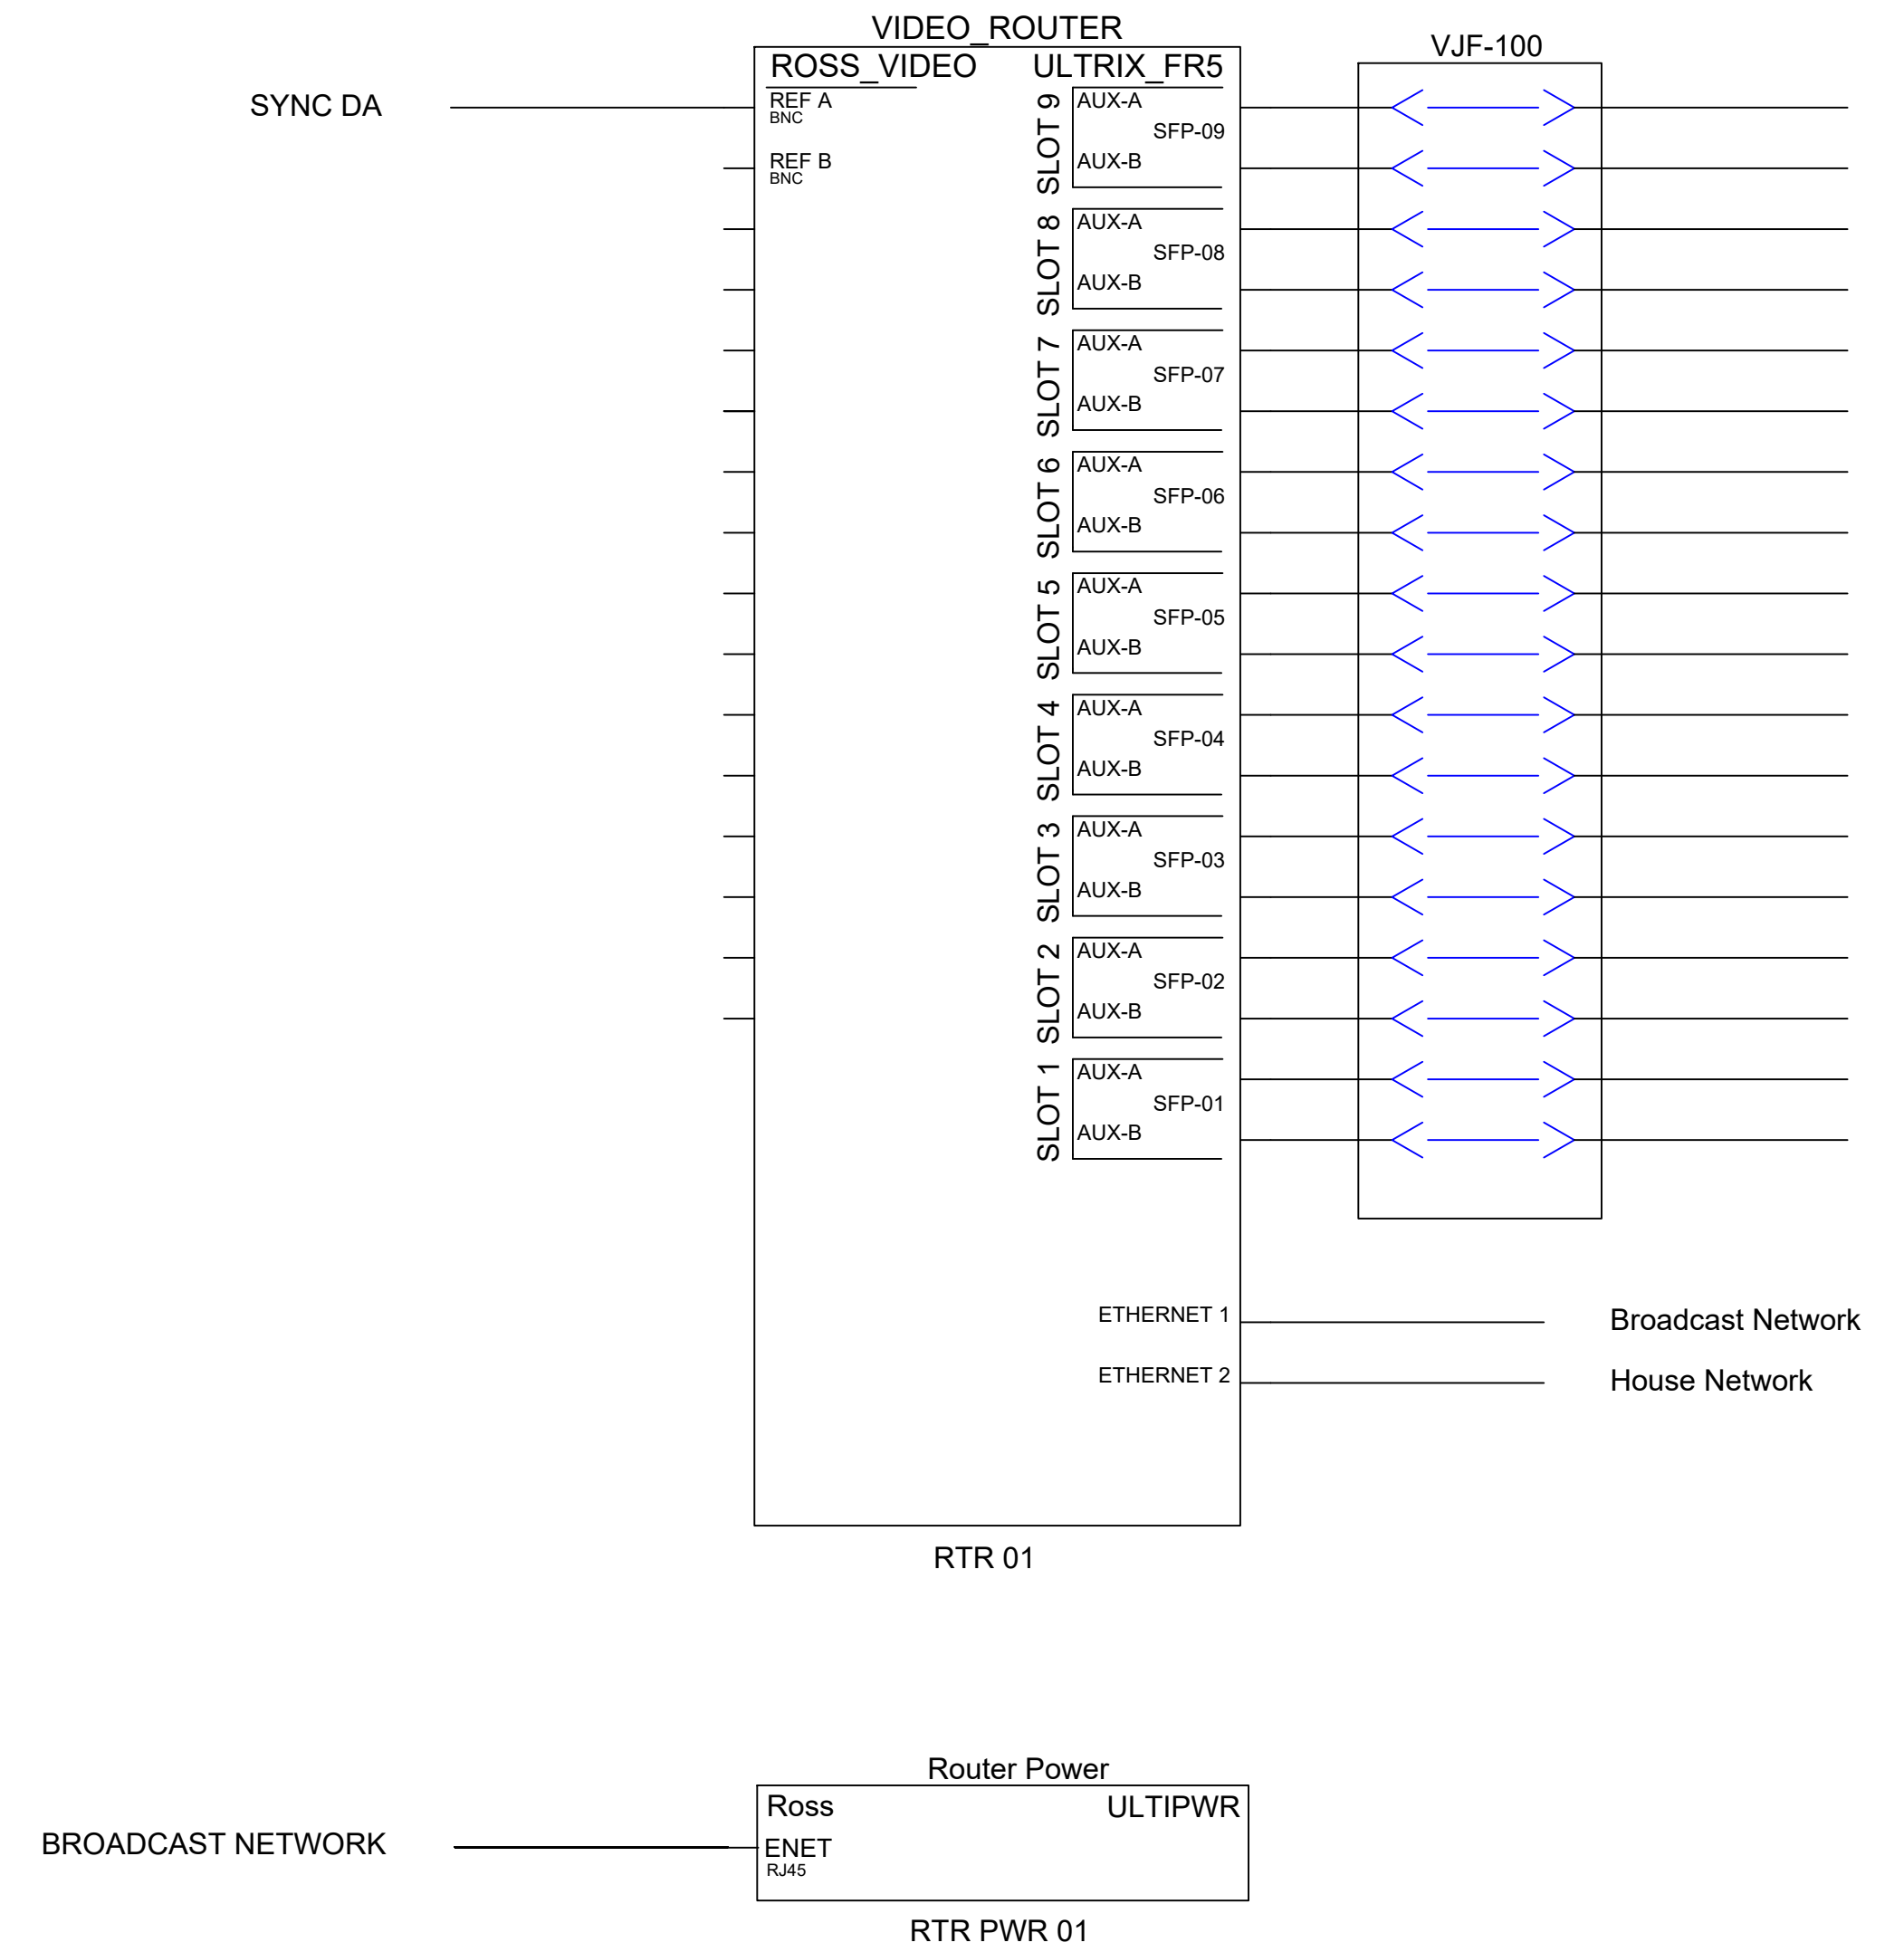 VIDEO_ROUTER
VJF-100
ROSS_VIDEO ULTRIX_FR5
SYNC DA
REF A
BNC
REF B
BNC
SLOT 9
AUX-A
SFP-09
AUX-B
SLOT 8
AUX-A
SFP-08
AUX-B
SLOT 7
AUX-A
SFP-07
AUX-B
SLOT 6
AUX-A
SFP-06
AUX-B
SLOT 5
AUX-A
SFP-05
AUX-B
SLOT 4
AUX-A
SFP-04
AUX-B
SLOT 3
AUX-A
SFP-03
AUX-B
SLOT 2
AUX-A
SFP-02
AUX-B
SLOT 1
AUX-A
SFP-01
AUX-B
ETHERNET 1 Broadcast Network
ETHERNET 2 House Network
RTR 01
Router Power
Ross ULTIPWR
BROADCAST NETWORK ENET
RJ45
RTR PWR 01